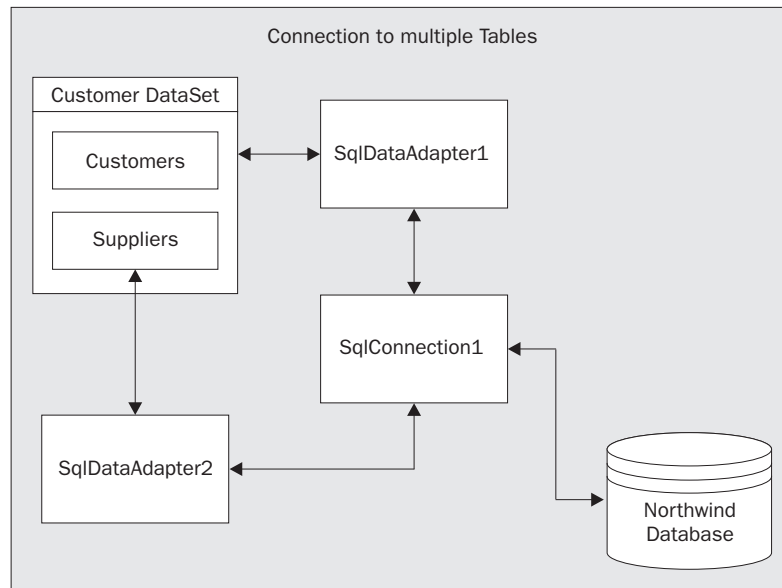 Connection to multiple Tables
Customer DataSet
Customers
Suppliers
SqlDataAdapter1
SqlConnection1
SqlDataAdapter2
Northwind
Database